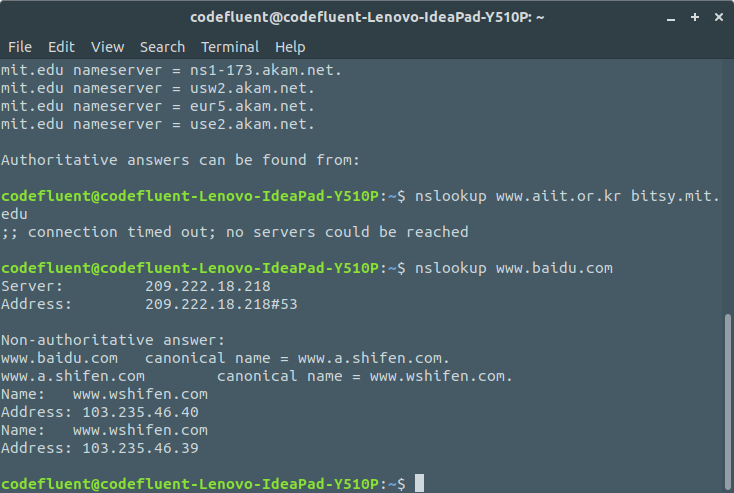 codefluent@codefluent-Lenovo-IdeaPad-Y510P: ~
File Edit View Search Terminal Help
mit.edu nameserver = ns1-173.akam.net.
mit.edu nameserver = usw2.akam.net.
mit.edu nameserver = eur5.akam.net.
mit.edu nameserver = use2.akam.net.

Authoritative answers can be found from:

codefluent@codefluent-Lenovo-IdeaPad-Y510P:~$ nslookup www.aiit.or.kr bitsy.mit.
edu
;; connection timed out; no servers could be reached

codefluent@codefluent-Lenovo-IdeaPad-Y510P:~$ nslookup www.baidu.com
Server:         209.222.18.218
Address:        209.222.18.218#53

Non-authoritative answer:
www.baidu.com   canonical name = www.a.shifen.com.
www.a.shifen.com        canonical name = www.wshifen.com.
Name:   www.wshifen.com
Address: 103.235.46.40
Name:   www.wshifen.com
Address: 103.235.46.39

codefluent@codefluent-Lenovo-IdeaPad-Y510P:~$